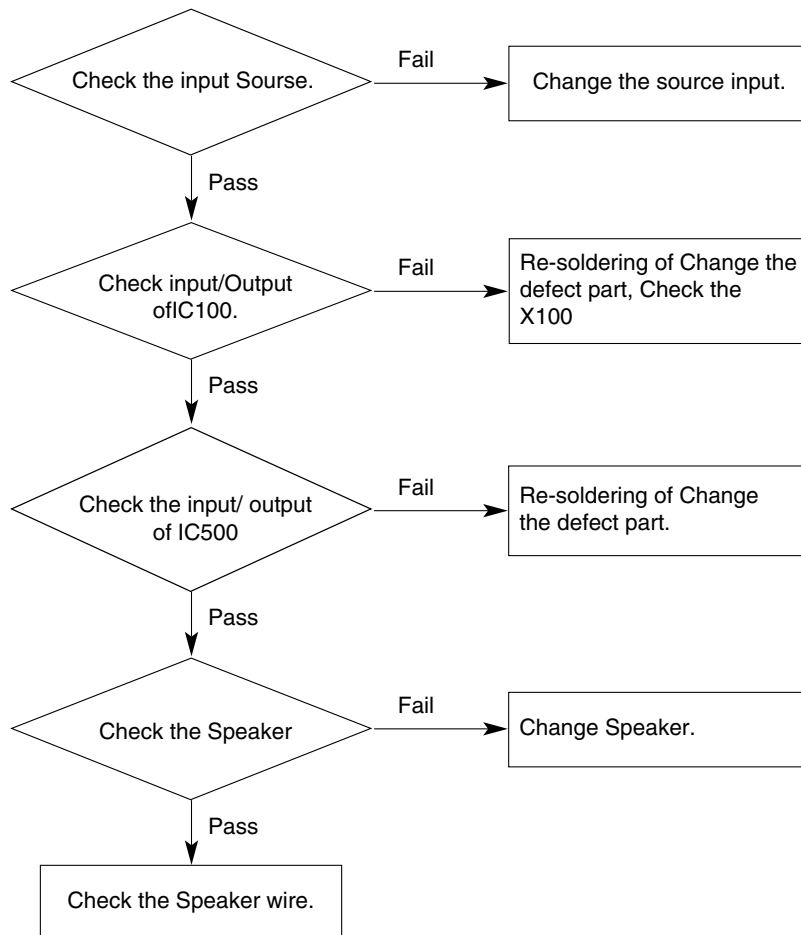 Check the input Sourse.
Fail
Change the source input.
Pass
Check input/Output
ofIC100.
Fail
Re-soldering of Change the
defect part, Check the
X100
Pass
Check the input/ output
of IC500
Fail
Re-soldering of Change
the defect part.
Pass
Check the Speaker
Fail
Change Speaker.
Pass
Check the Speaker wire.